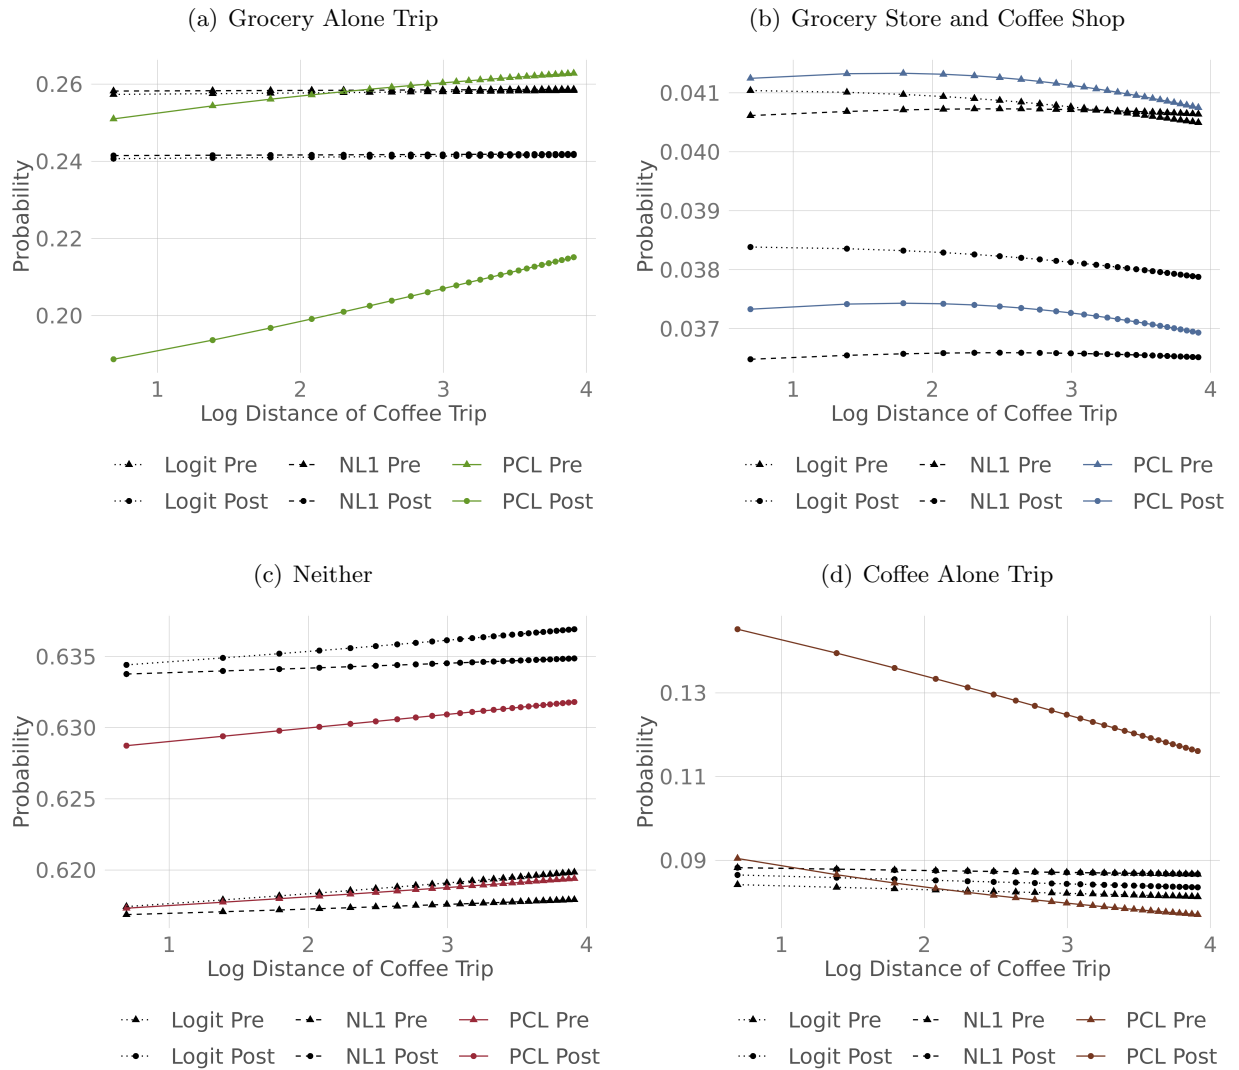 (a) Grocery Alone Trip
0.26
0.24
0.22
0.20
Probability
1 2 3 4
Log Distance of Coffee Trip
Logit Pre NL1 Pre PCL Pre
Logit Post NL1 Post PCL Post
(b) Grocery Store and Coffee Shop
0.041
0.040
0.039
0.038
0.037
Probability
1 2 3 4
Log Distance of Coffee Trip
Logit Pre NL1 Pre PCL Pre
Logit Post NL1 Post PCL Post
(c) Neither
0.635
0.630
0.625
0.620
Probability
1 2 3 4
Log Distance of Coffee Trip
Logit Pre NL1 Pre PCL Pre
Logit Post NL1 Post PCL Post
(d) Coffee Alone Trip
0.13
0.11
0.09
Probability
1 2 3 4
Log Distance of Coffee Trip
Logit Pre NL1 Pre PCL Pre
Logit Post NL1 Post PCL Post